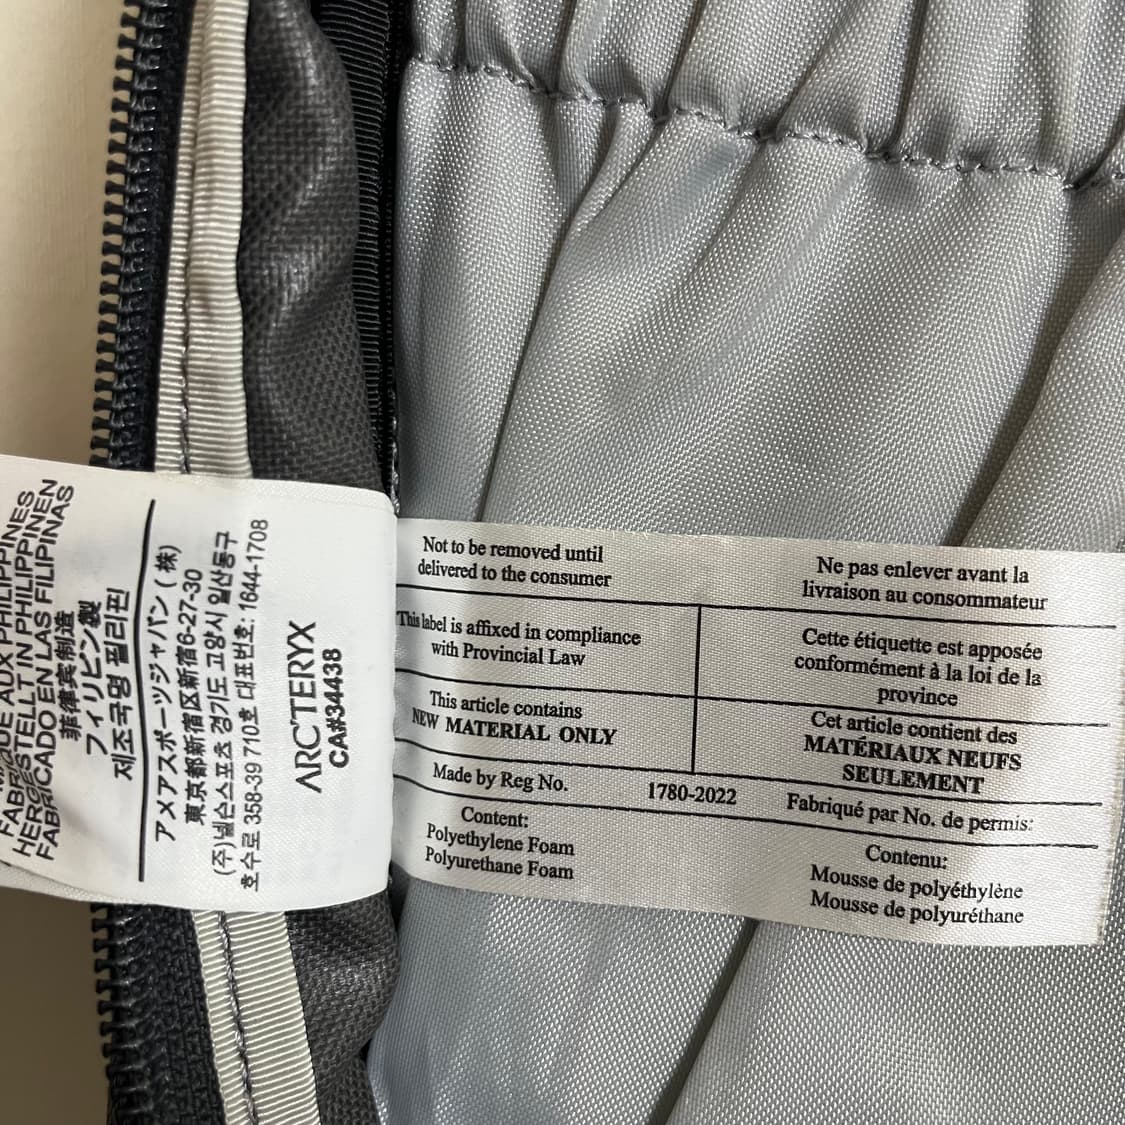 FABRIQUÉ AUX PHILIPPINES
HERGESTELLT IN PHILIPPINEN
FABRICADO EN LAS FILIPINAS
菲律宾制造
フィリピン製
제조국명 필리핀
アメアスポーツジャパン (株)
東京都新宿区新宿6-27-30
(주)넬슨스포츠 경기도 고양시 일산동구
호수로 358-39 710호 대표번호: 1644-1708
ARC'TERYX
CA#34438
Not to be removed until
delivered to the consumer
Ne pas enlever avant la
livraison au consommateur
This label is affixed in compliance
with Provincial Law
Cette étiquette est apposée
conformément à la loi de la
province
This article contains
NEW MATERIAL ONLY
Cet article contient des
MATÉRIAUX NEUFS
SEULEMENT
Made by Reg No.
1780-2022
Fabriqué par No. de permis:
Content:
Polyethylene Foam
Polyurethane Foam
Contenu:
Mousse de polyéthylène
Mousse de polyuréthane